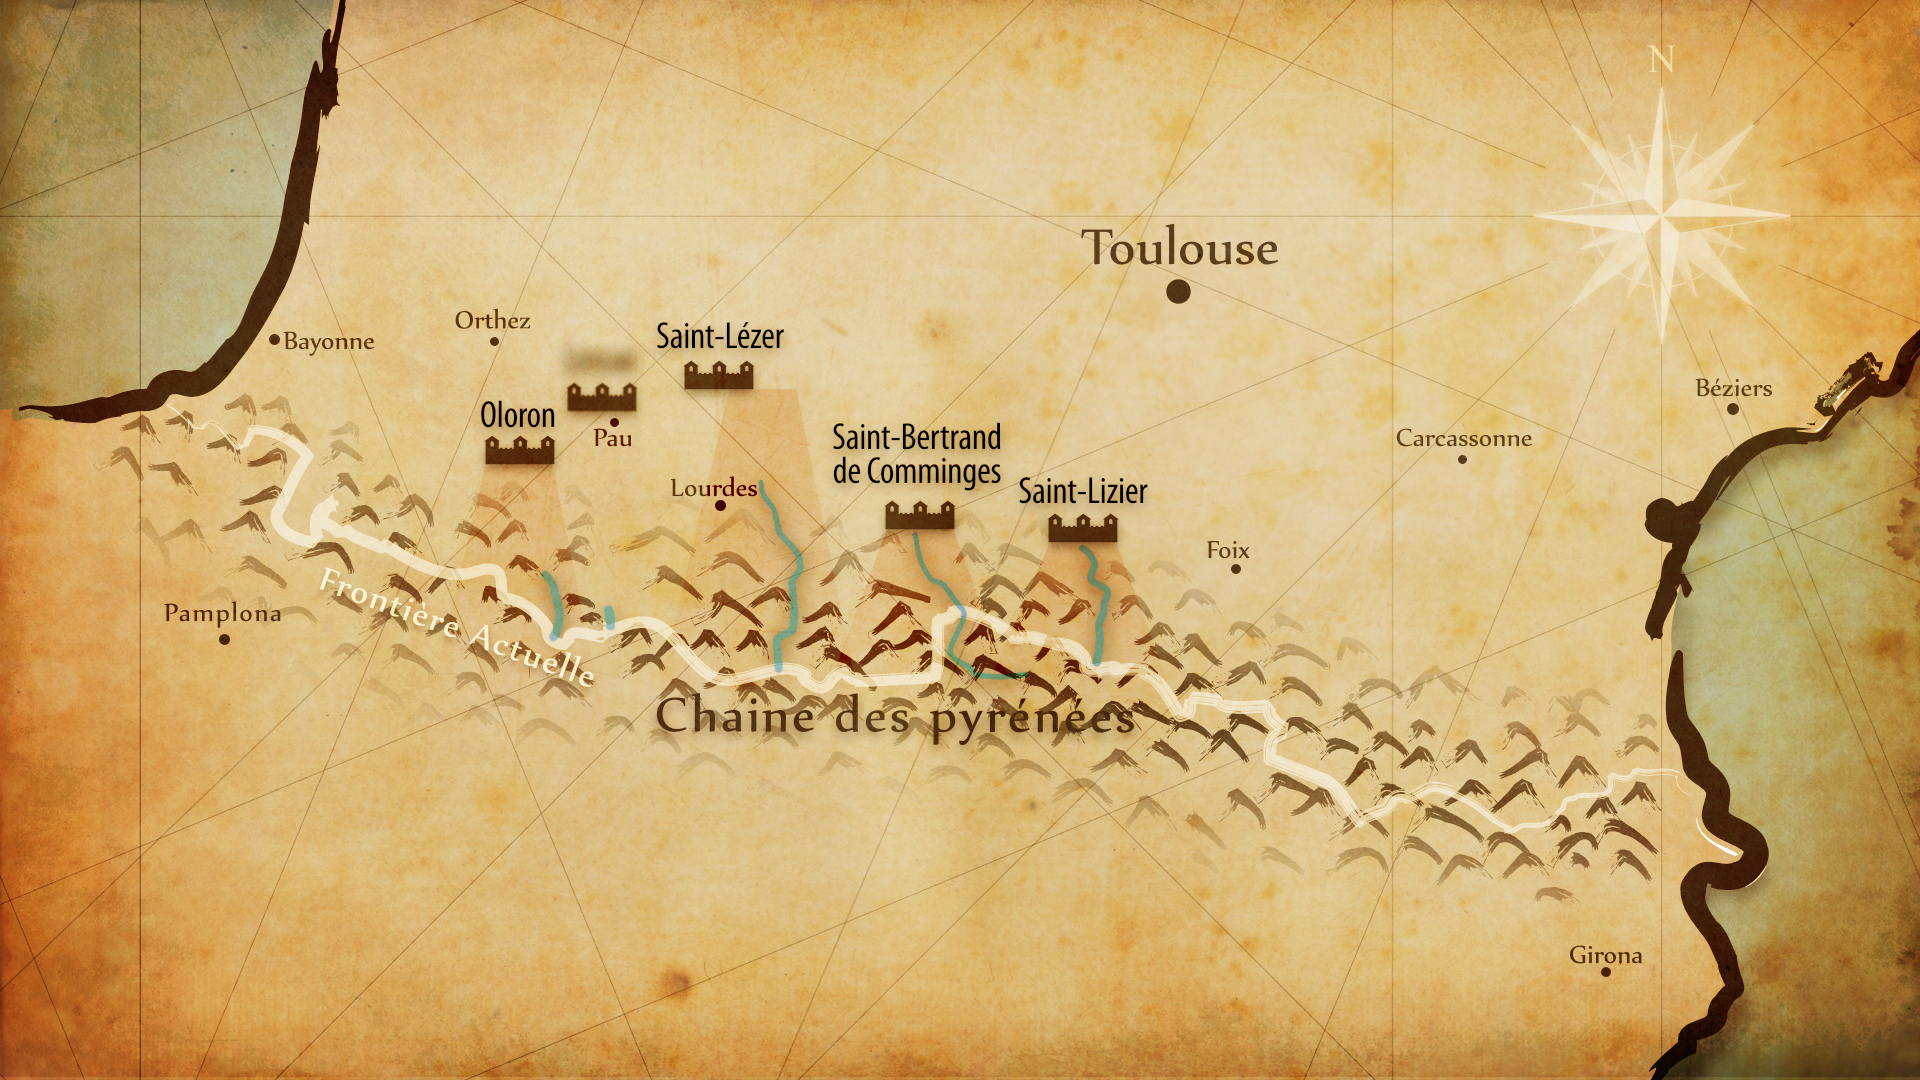 N
Toulouse
Orthez
Bayonne
Saint-Lézer
Béziers
Oloron
Pau
Saint-Bertrand
de Comminges
Carcassonne
Lourdes
Saint-Lizier
Foix
Pamplona
Frontière Actuelle
Chaine des pyrénées
Girona